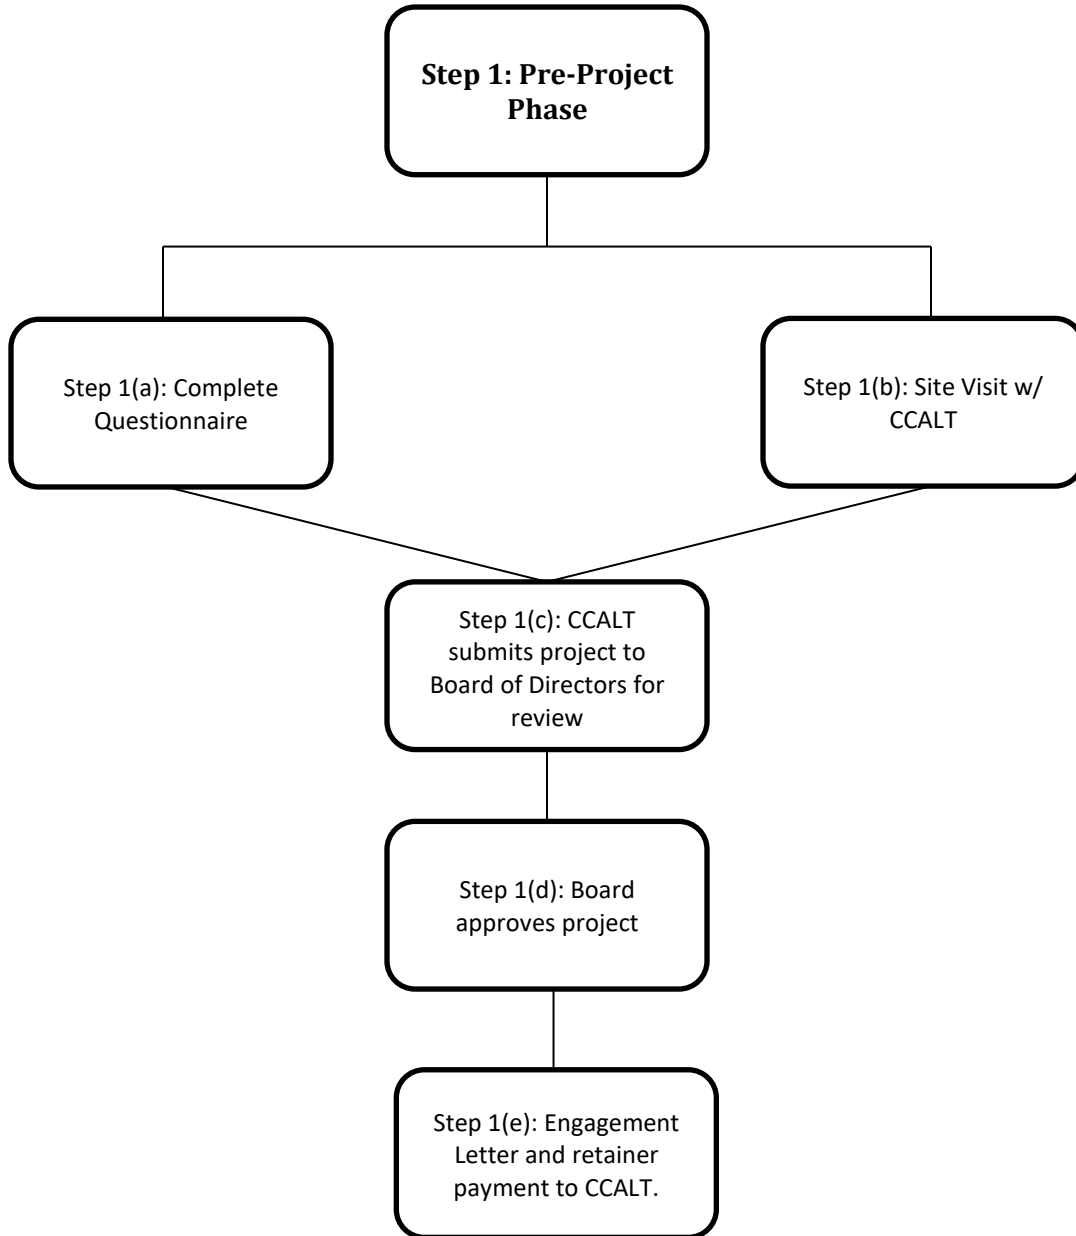 Step 1: Pre-Project
Phase
Step 1(a): Complete
Questionnaire
Step 1(b): Site Visit w/
CCALT
Step 1(c): CCALT
submits project to
Board of Directors for
review
Step 1(d): Board
approves project
Step 1(e): Engagement
Letter and retainer
payment to CCALT.